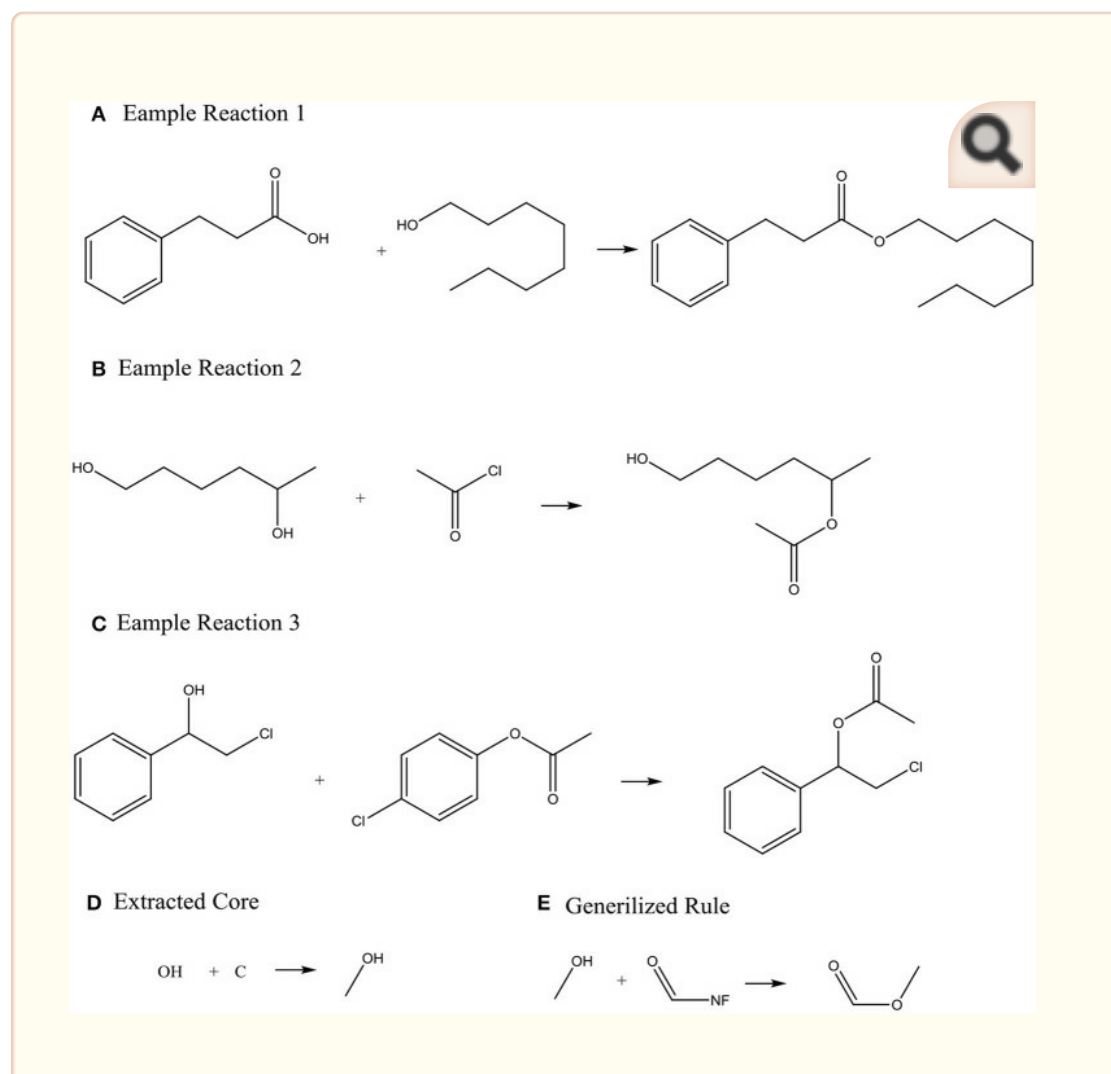 A Eample Reaction 1
O
OH
+
HO
O
O
B Eample Reaction 2
HO
OH
+
Cl
O
HO
O
O
C Eample Reaction 3
OH
Cl
+
O
O
Cl
O
O
Cl
D Extracted Core
OH + C
OH
E Generilized Rule
OH
+
O
NF
O
O